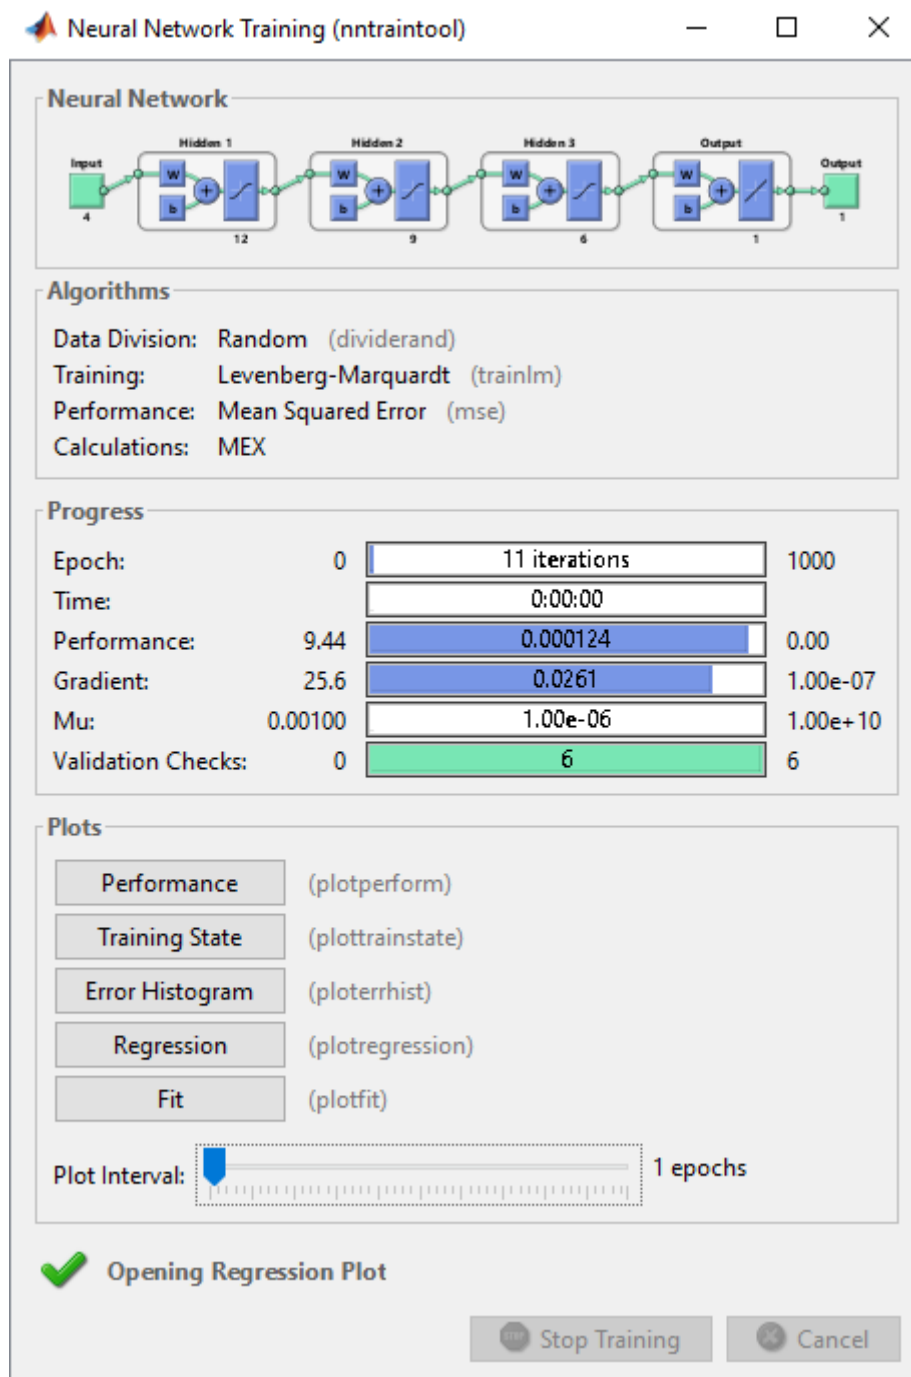 Neural Network Training (nntraintool)
Neural Network
Hidden 1 Hidden 2 Hidden 3 Output
Input Output
W W W W
b b b b
4 12 9 6 1 1
Algorithms
Data Division: Random (dividerand)
Training: Levenberg-Marquardt (trainlm)
Performance: Mean Squared Error (mse)
Calculations: MEX
Progress
Epoch: 0 11 iterations 1000
Time: 0:00:00
Performance: 9.44 0.000124 0.00
Gradient: 25.6 0.0261 1.00e-07
Mu: 0.00100 1.00e-06 1.00e+10
Validation Checks: 0 6 6
Plots
Performance (plotperform)
Training State (plottrainstate)
Error Histogram (ploterrhist)
Regression (plotregression)
Fit (plotfit)
Plot Interval: 1 epochs
Opening Regression Plot
STOP Stop Training Cancel